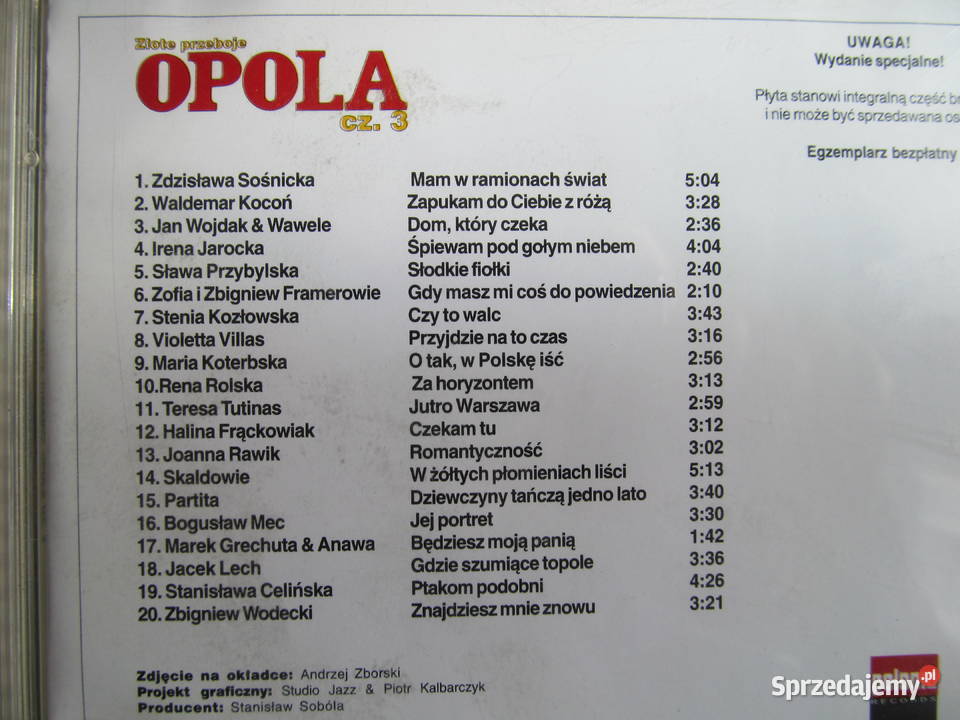 Złote przeboje
OPOLA
cz. 3
UWAGA!
Wydanie specjalne!
Płyta stanowi integralną część
i nie może być sprzedawana
Egzemplarz bezpłatny
1. Zdzisława Sośnicka Mam w ramionach świat 5:04
2. Waldemar Kocoń Zapukam do Ciebie z różą 3:28
3. Jan Wojdak & Wawele Dom, który czeka 2:36
4. Irena Jarocka Śpiewam pod gołym niebem 4:04
5. Sława Przybylska Słodkie fiołki 2:40
6. Zofia i Zbigniew Framerowie Gdy masz mi coś do powiedzenia 2:10
7. Stenia Kozłowska Czy to walc 3:43
8. Violetta Villas Przyjdzie na to czas 3:16
9. Maria Koterbska O tak, w Polskę iść 2:56
10.Rena Rolska Za horyzontem 3:13
11. Teresa Tutinas Jutro Warszawa 2:59
12. Halina Frąckowiak Czekam tu 3:12
13. Joanna Rawik Romantyczność 3:02
14. Skaldowie W żółtych płomieniach liści 5:13
15. Partita Dziewczyny tańczą jedno lato 3:40
16. Bogusław Mec Jej portret 3:30
17. Marek Grechuta & Anawa Będziesz moją panią 1:42
18. Jacek Lech Gdzie szumiące topole 3:36
19. Stanisława Celińska Ptakom podobni 4:26
20. Zbigniew Wodecki Znajdziesz mnie znowu 3:21
Zdjęcie na okładce: Andrzej Zborski
Projekt graficzny: Studio Jazz & Piotr Kalbarczyk
Producent: Stanisław Sobóla
Sprzedajemy.pl
RECORDS